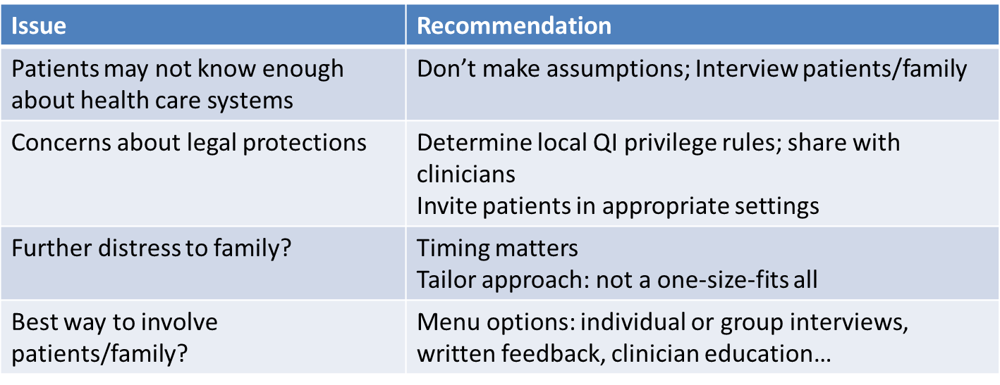 Issue
Recommendation
Patients may not know enough
about health care systems
Don’t make assumptions; Interview patients/family
Concerns about legal protections
Determine local QI privilege rules; share with
clinicians
Invite patients in appropriate settings
Further distress to family?
Timing matters
Tailor approach: not a one-size-fits all
Best way to involve
patients/family?
Menu options: individual or group interviews,
written feedback, clinician education…